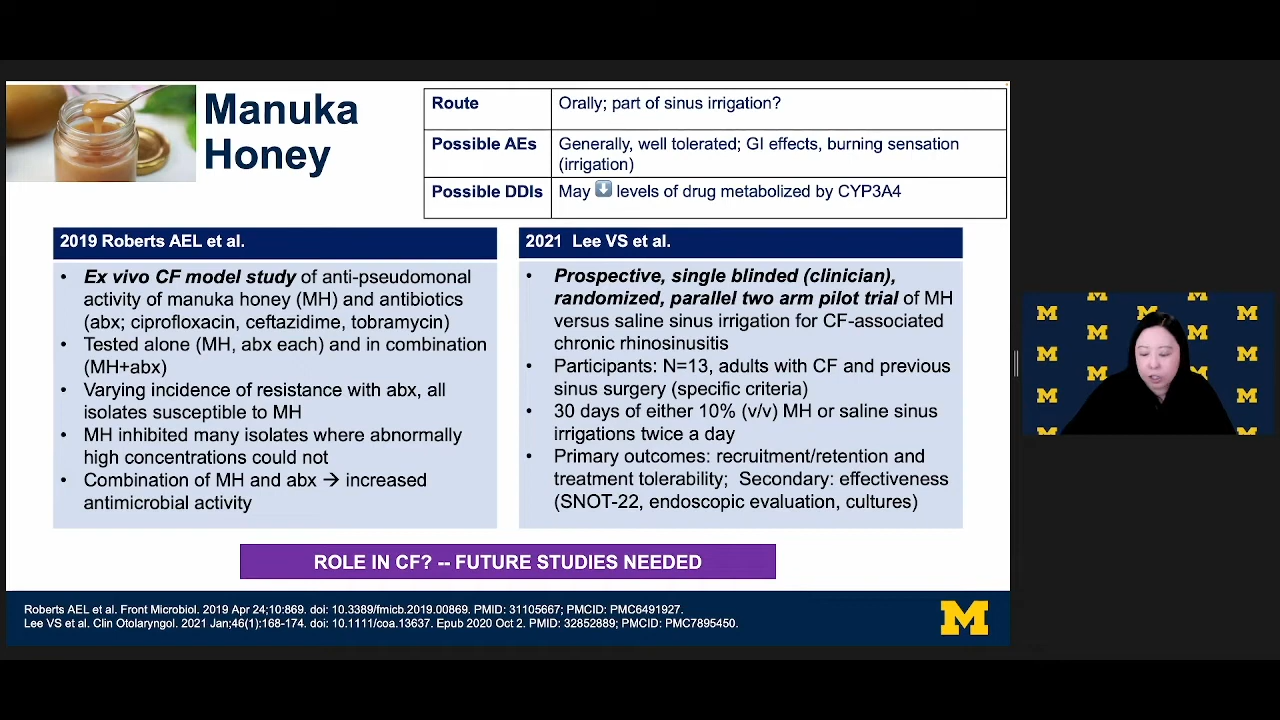 Manuka
Honey
Route
Orally; part of sinus irrigation?
Possible AEs
Generally, well tolerated; GI effects, burning sensation
(irrigation)
Possible DDIs
May ⬇ levels of drug metabolized by CYP3A4
2019 Roberts AEL et al.
• Ex vivo CF model study of anti-pseudomonal
activity of manuka honey (MH) and antibiotics
(abx; ciprofloxacin, ceftazidime, tobramycin)
• Tested alone (MH, abx each) and in combination
(MH+abx)
• Varying incidence of resistance with abx, all
isolates susceptible to MH
• MH inhibited many isolates where abnormally
high concentrations could not
• Combination of MH and abx → increased
antimicrobial activity
2021 Lee VS et al.
• Prospective, single blinded (clinician),
randomized, parallel two arm pilot trial of MH
versus saline sinus irrigation for CF-associated
chronic rhinosinusitis
• Participants: N=13, adults with CF and previous
sinus surgery (specific criteria)
• 30 days of either 10% (v/v) MH or saline sinus
irrigations twice a day
• Primary outcomes: recruitment/retention and
treatment tolerability; Secondary: effectiveness
(SNOT-22, endoscopic evaluation, cultures)
ROLE IN CF? -- FUTURE STUDIES NEEDED
Roberts AEL et al. Front Microbiol. 2019 Apr 24;10:869. doi: 10.3389/fmicb.2019.00869. PMID: 31105667; PMCID: PMC6491927.
Lee VS et al. Clin Otolaryngol. 2021 Jan;46(1):168-174. doi: 10.1111/coa.13637. Epub 2020 Oct 2. PMID: 32852889; PMCID: PMC7895450.
M